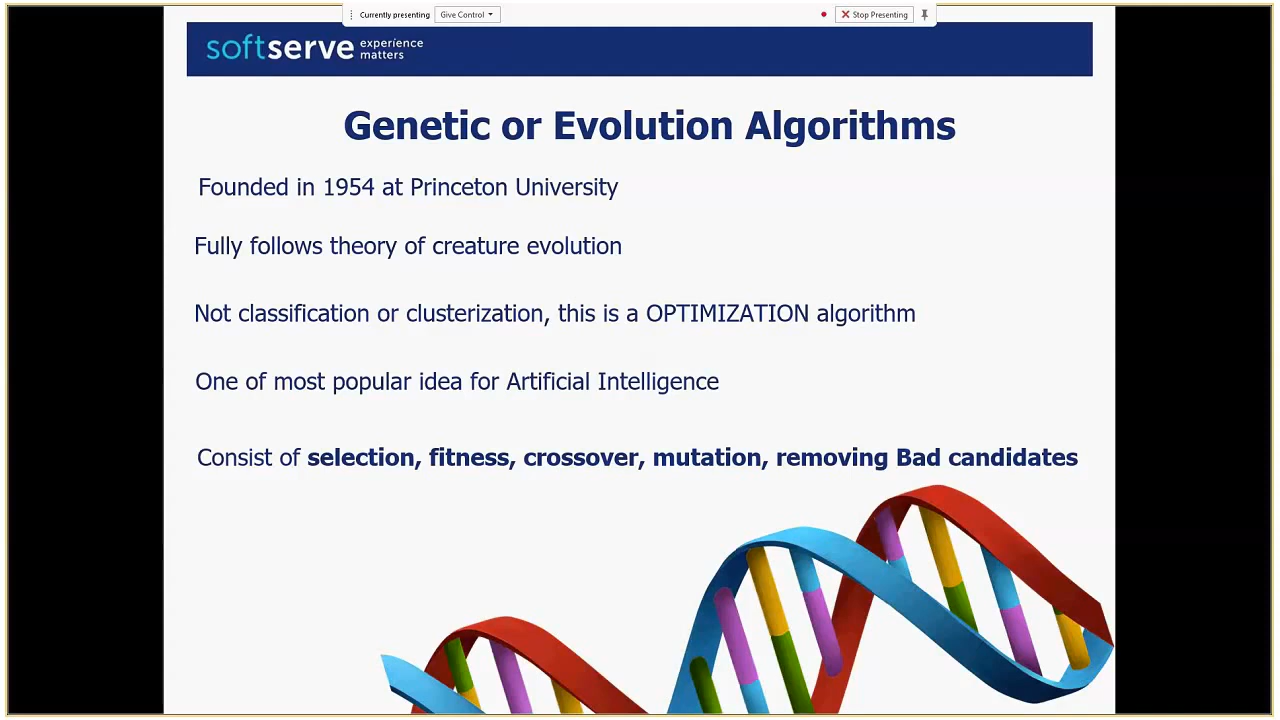 Currently presenting Give Control Stop Presenting
softserve experience matters
Genetic or Evolution Algorithms
Founded in 1954 at Princeton University
Fully follows theory of creature evolution
Not classification or clusterization, this is a OPTIMIZATION algorithm
One of most popular idea for Artificial Intelligence
Consist of selection, fitness, crossover, mutation, removing Bad candidates